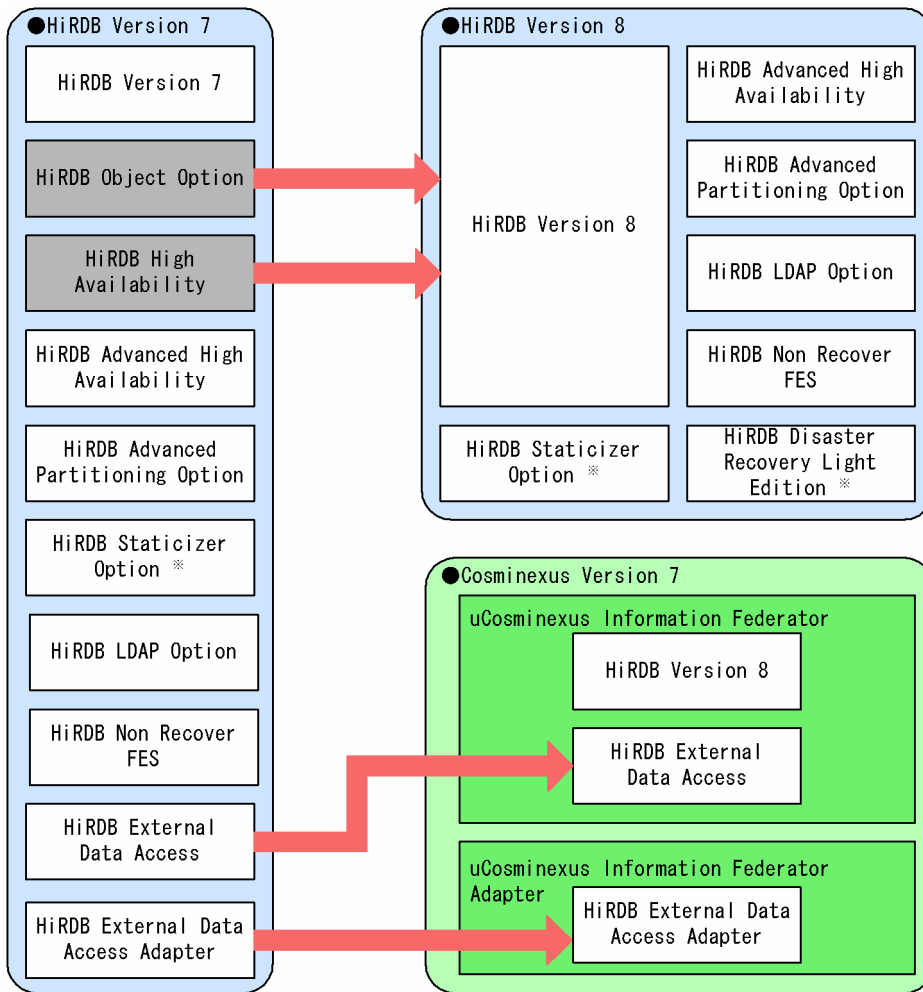 ●HiRDB Version 7
HiRDB Version 7
HiRDB Object Option
HiRDB High
Availability
HiRDB Advanced High
Availability
HiRDB Advanced
Partitioning Option
HiRDB Staticizer
Option ※
HiRDB LDAP Option
HiRDB Non Recover
FES
HiRDB External
Data Access
HiRDB External Data
Access Adapter
●HiRDB Version 8
HiRDB Version 8
HiRDB Advanced High
Availability
HiRDB Advanced
Partitioning Option
HiRDB LDAP Option
HiRDB Non Recover
FES
HiRDB Staticizer
Option ※
HiRDB Disaster
Recovery Light
Edition ※
●Cosminexus Version 7
uCosminexus Information Federator
HiRDB Version 8
HiRDB External
Data Access
uCosminexus Information Federator
Adapter
HiRDB External Data
Access Adapter